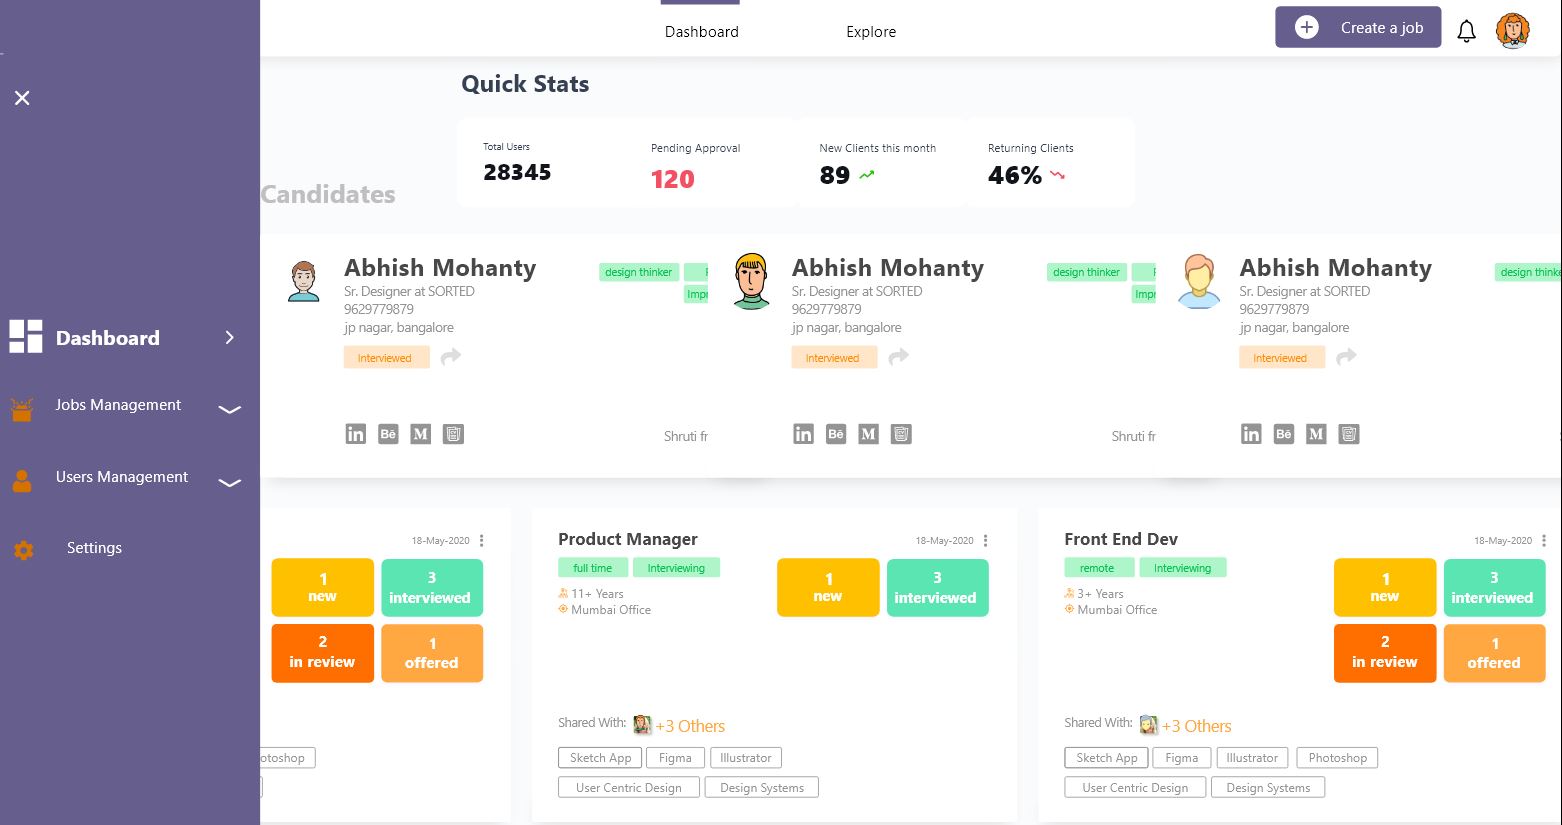 Dashboard
Explore
Create a job
Quick Stats
Total Users
28345
Pending Approval
120
New Clients this month
89
Returning Clients
46%
Dashboard
Jobs Management
Users Management
Settings
Candidates
Abhish Mohanty
Sr. Designer at SORTED
9629779879
jp nagar, bangalore
Interviewed
design thinker
Impr
in Bē M
Shruti fr
Abhish Mohanty
Sr. Designer at SORTED
9629779879
jp nagar, bangalore
Interviewed
design thinker
Impr
in Bē M
Shruti fr
Abhish Mohanty
Sr. Designer at SORTED
9629779879
jp nagar, bangalore
Interviewed
design thinke
in Bē M
18-May-2020
1
new
3
interviewed
2
in review
1
offered
otoshop
Product Manager
18-May-2020
full time
Interviewing
11+ Years
Mumbai Office
1
new
3
interviewed
Shared With:
+3 Others
Sketch App
Figma
Illustrator
User Centric Design
Design Systems
Front End Dev
18-May-2020
remote
Interviewing
3+ Years
Mumbai Office
1
new
3
interviewed
2
in review
1
offered
Shared With:
+3 Others
Sketch App
Figma
Illustrator
Photoshop
User Centric Design
Design Systems